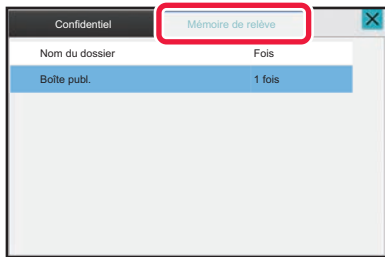 Confidentiel Mémoire de relève
Nom du dossier Fois
Boîte publ. 1 fois